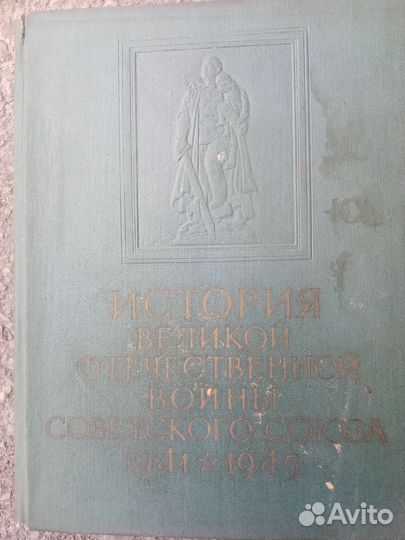 ИСТОРИЯ
ВЕЛИКОЙ
ОТЕЧЕСТВЕННОЙ
ВОЙНЫ
СОВЕТСКОГО СОЮЗА
1941 ☆ 1945
Avito